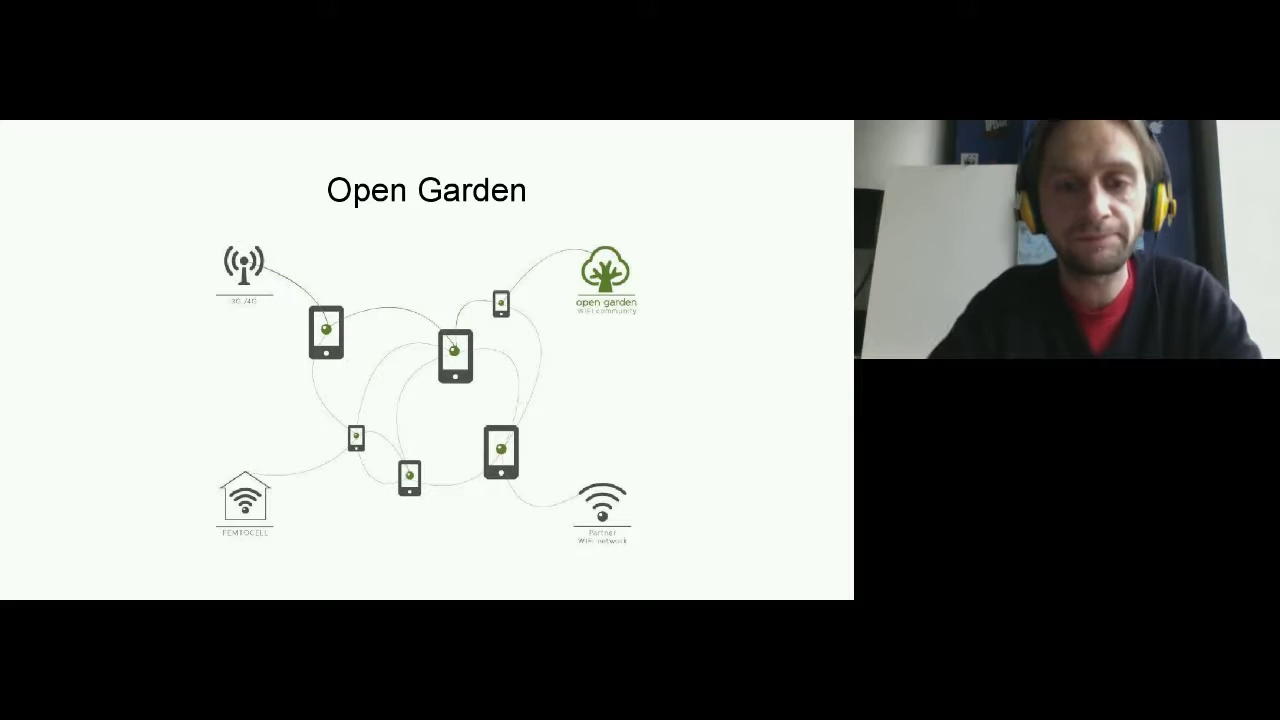 Open Garden
3G /4G
open garden
WIFI community
FEMTOCELL
Partner
WIFI network